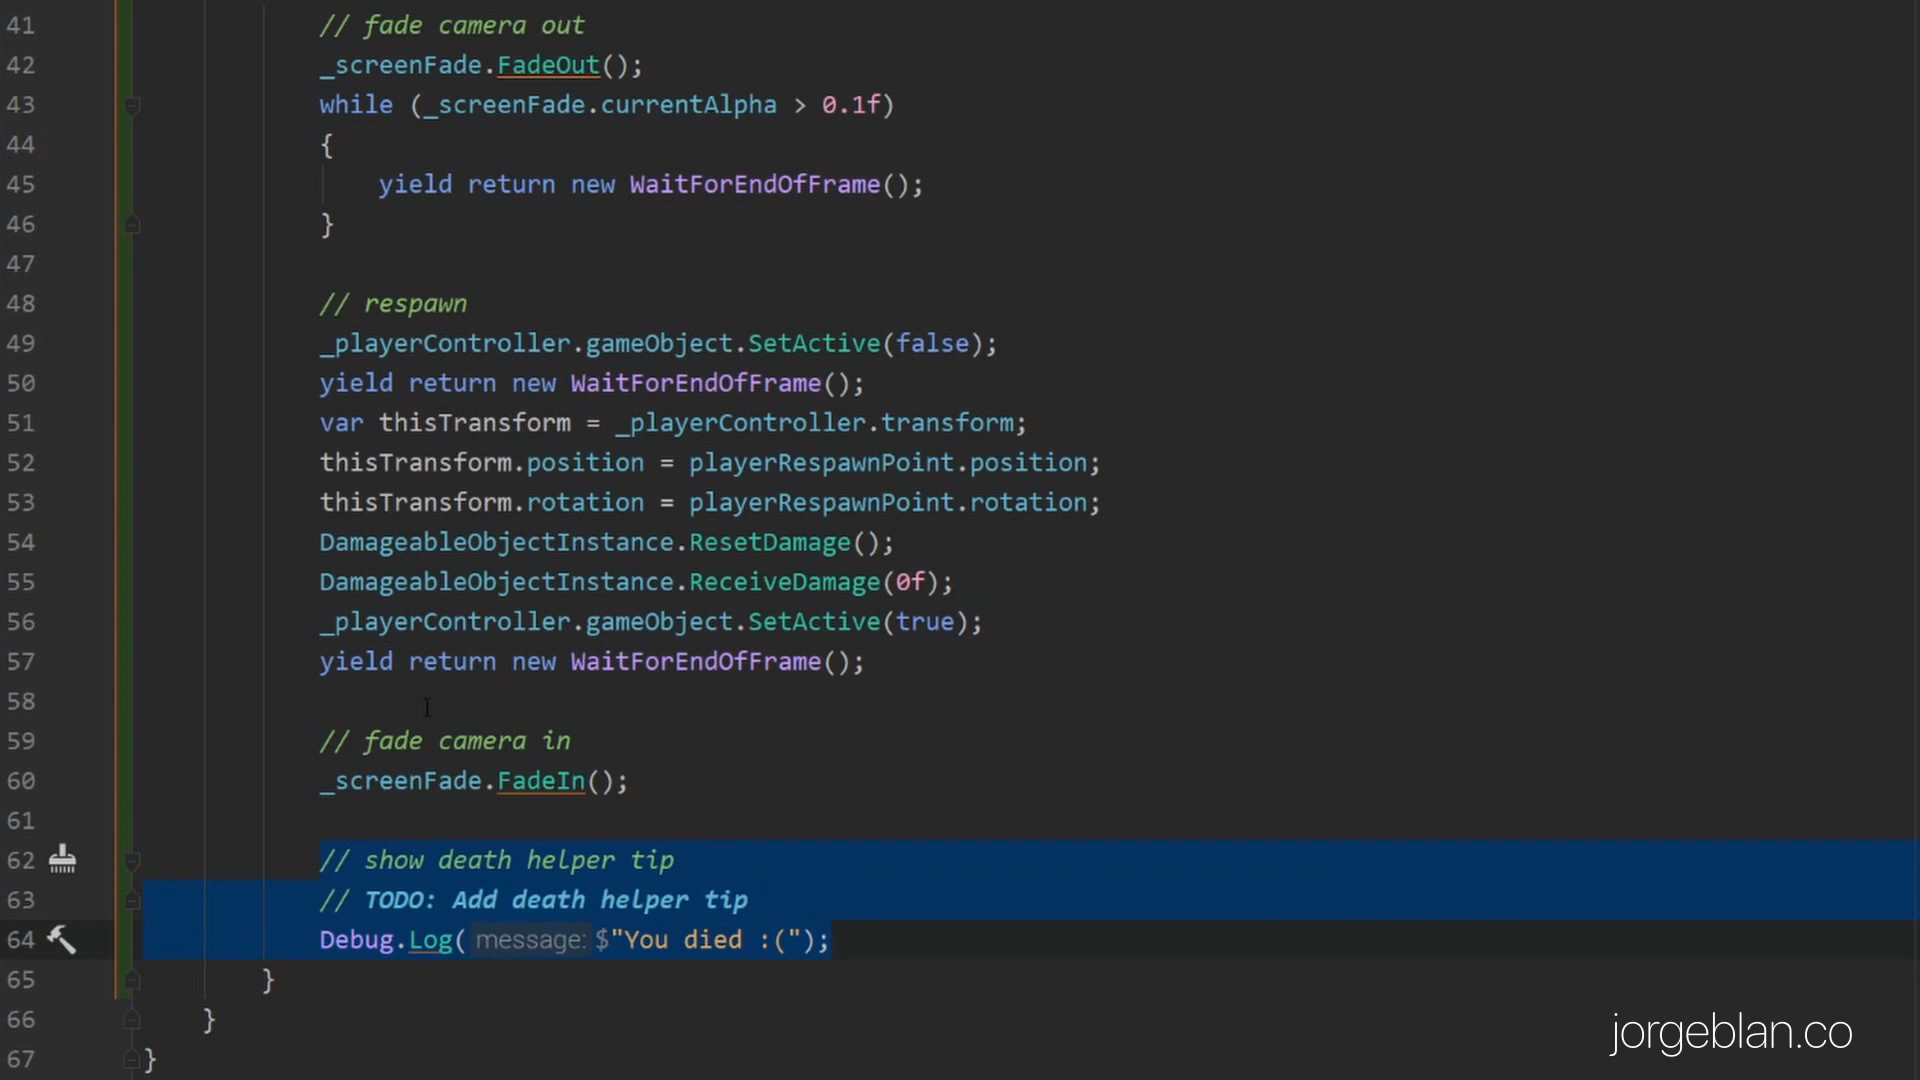 41 // fade camera out
42 _screenFade.FadeOut();
43 while (_screenFade.currentAlpha > 0.1f)
44 {
45 yield return new WaitForEndOfFrame();
46 }
47
48 // respawn
49 _playerController.gameObject.SetActive(false);
50 yield return new WaitForEndOfFrame();
51 var thisTransform = _playerController.transform;
52 thisTransform.position = playerRespawnPoint.position;
53 thisTransform.rotation = playerRespawnPoint.rotation;
54 DamageableObjectInstance.ResetDamage();
55 DamageableObjectInstance.ReceiveDamage(0f);
56 _playerController.gameObject.SetActive(true);
57 yield return new WaitForEndOfFrame();
58
59 // fade camera in
60 _screenFade.FadeIn();
61
62 // show death helper tip
63 // TODO: Add death helper tip
64 Debug.Log( message: $"You died :(");
65 }
66 }
67 }
jorgeblan.co